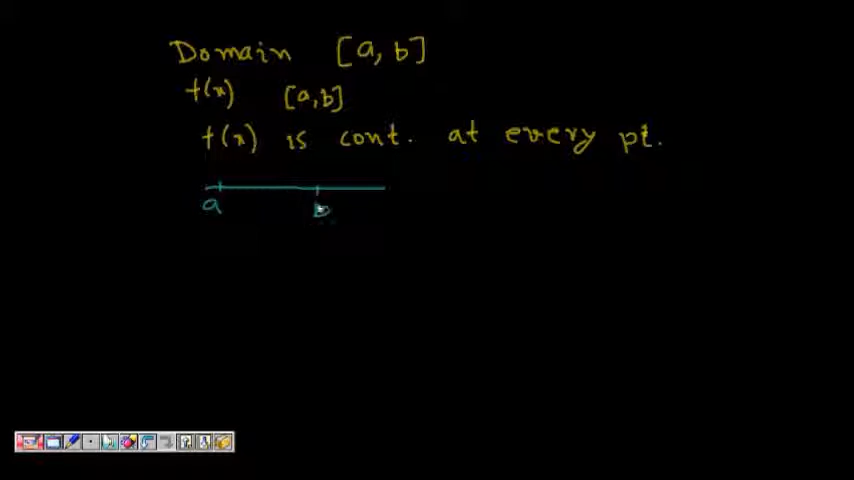 Domain [a, b]
f(x) [a,b]
f(x) is cont. at every pt.
a b